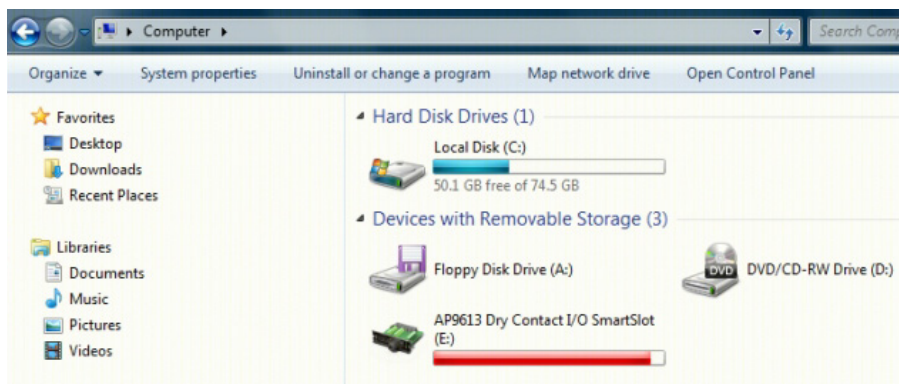 Computer
Search Comp
Organize
System properties
Uninstall or change a program
Map network drive
Open Control Panel
Favorites
Desktop
Downloads
Recent Places
Libraries
Documents
Music
Pictures
Videos
Hard Disk Drives (1)
Local Disk (C:)
50.1 GB free of 74.5 GB
Devices with Removable Storage (3)
Floppy Disk Drive (A:)
DVD
DVD/CD-RW Drive (D:)
AP9613 Dry Contact I/O SmartSlot
(E:)